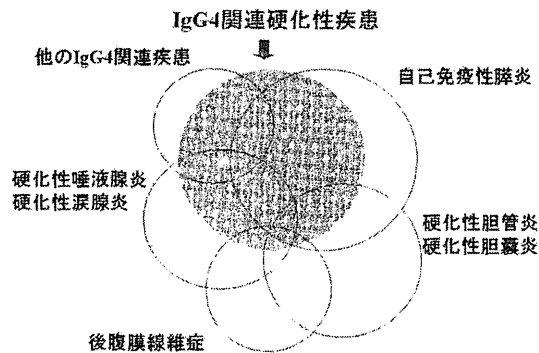 IgG4関連硬化性疾患
他のIgG4関連疾患
自己免疫性膵炎
硬化性唾液腺炎
硬化性涙腺炎
硬化性胆管炎
硬化性胆嚢炎
後腹膜線維症